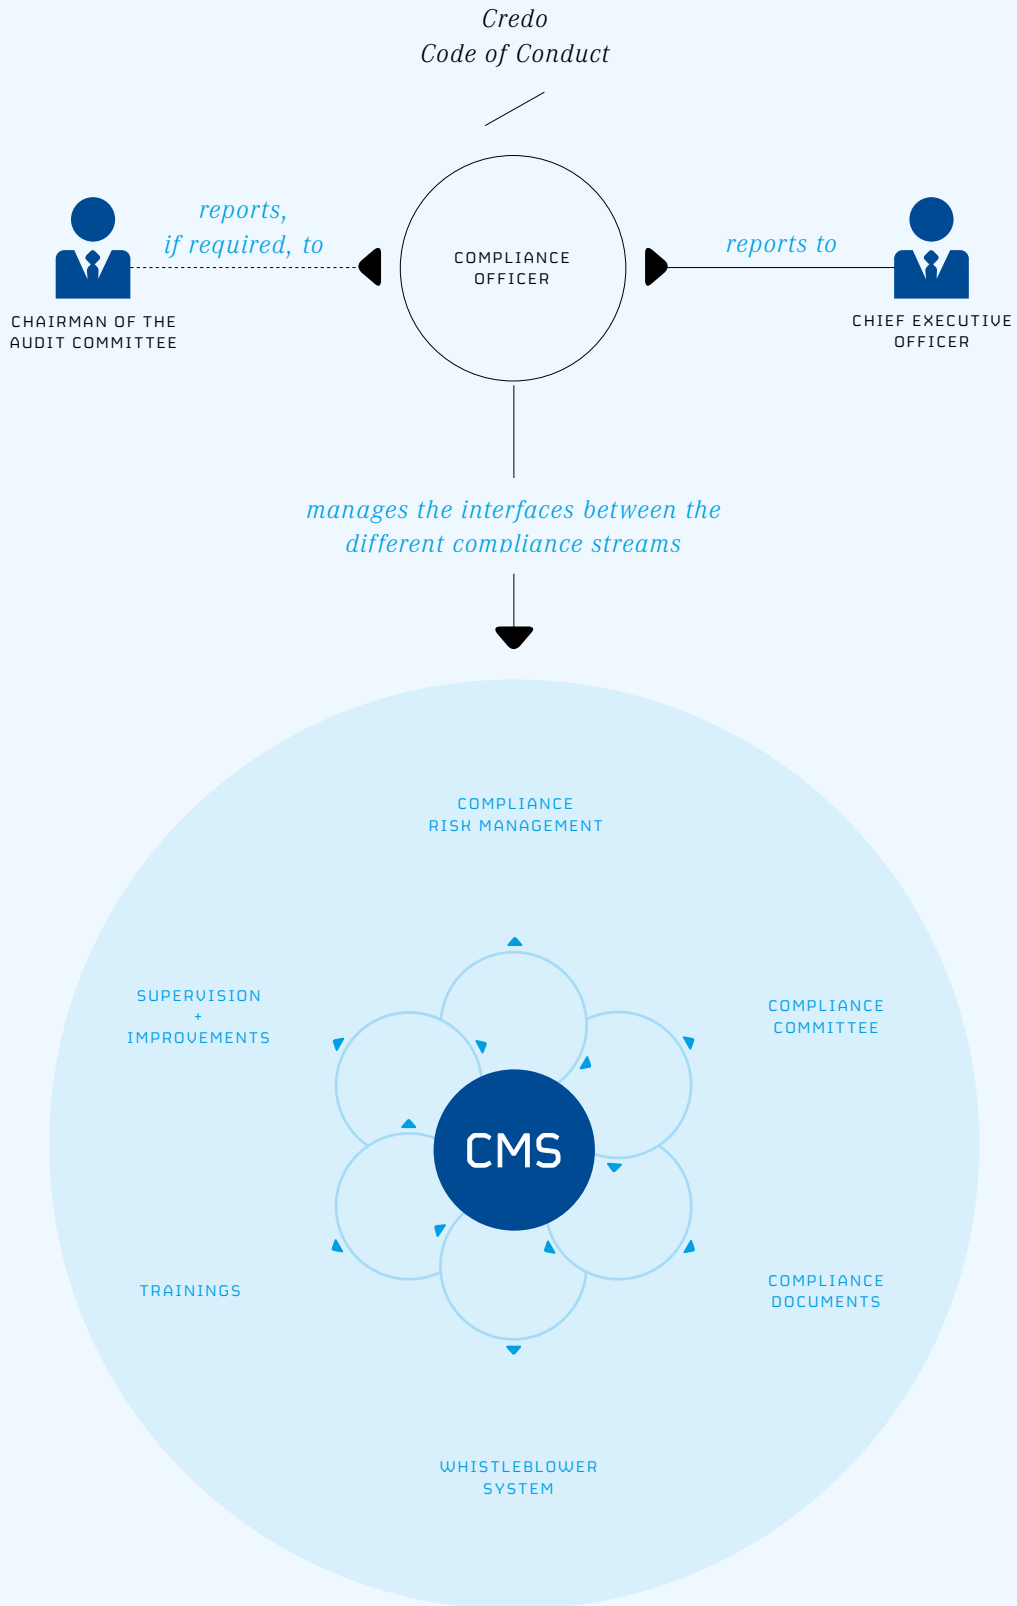 Credo
Code of Conduct
reports,
if required, to
reports to
COMPLIANCE
OFFICER
CHAIRMAN OF THE
AUDIT COMMITTEE
CHIEF EXECUTIVE
OFFICER
manages the interfaces between the
different compliance streams
COMPLIANCE
RISK MANAGEMENT
SUPERVISION
+
IMPROVEMENTS
COMPLIANCE
COMMITTEE
CMS
TRAININGS
COMPLIANCE
DOCUMENTS
WHISTLEBLOWER
SYSTEM